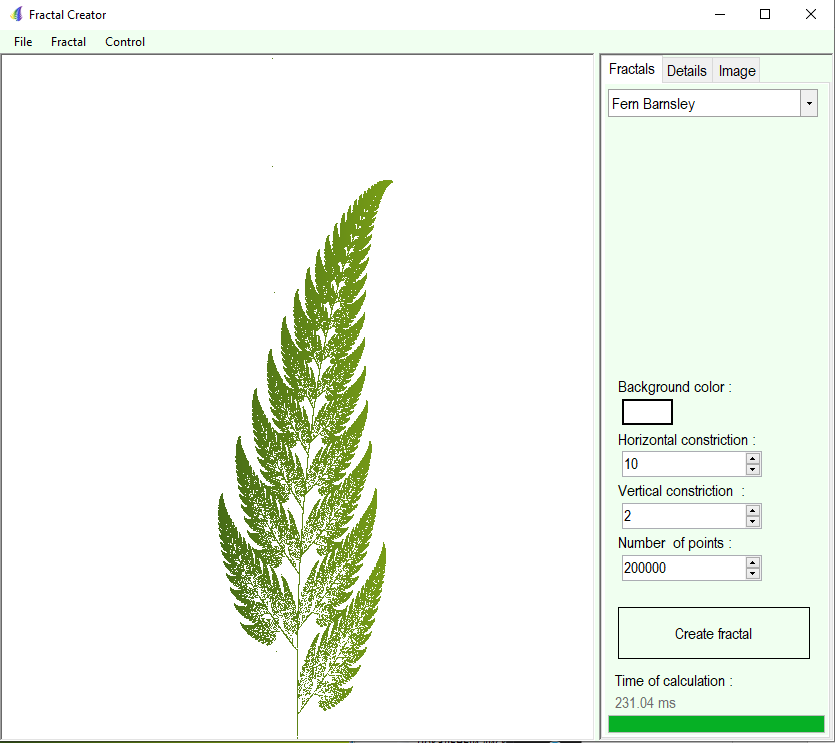 Fractal Creator
File Fractal Control
Fractals Details Image
Fern Barnsley
Background color :
Horizontal constriction :
10
Vertical constriction :
2
Number of points :
200000
Create fractal
Time of calculation :
231.04 ms